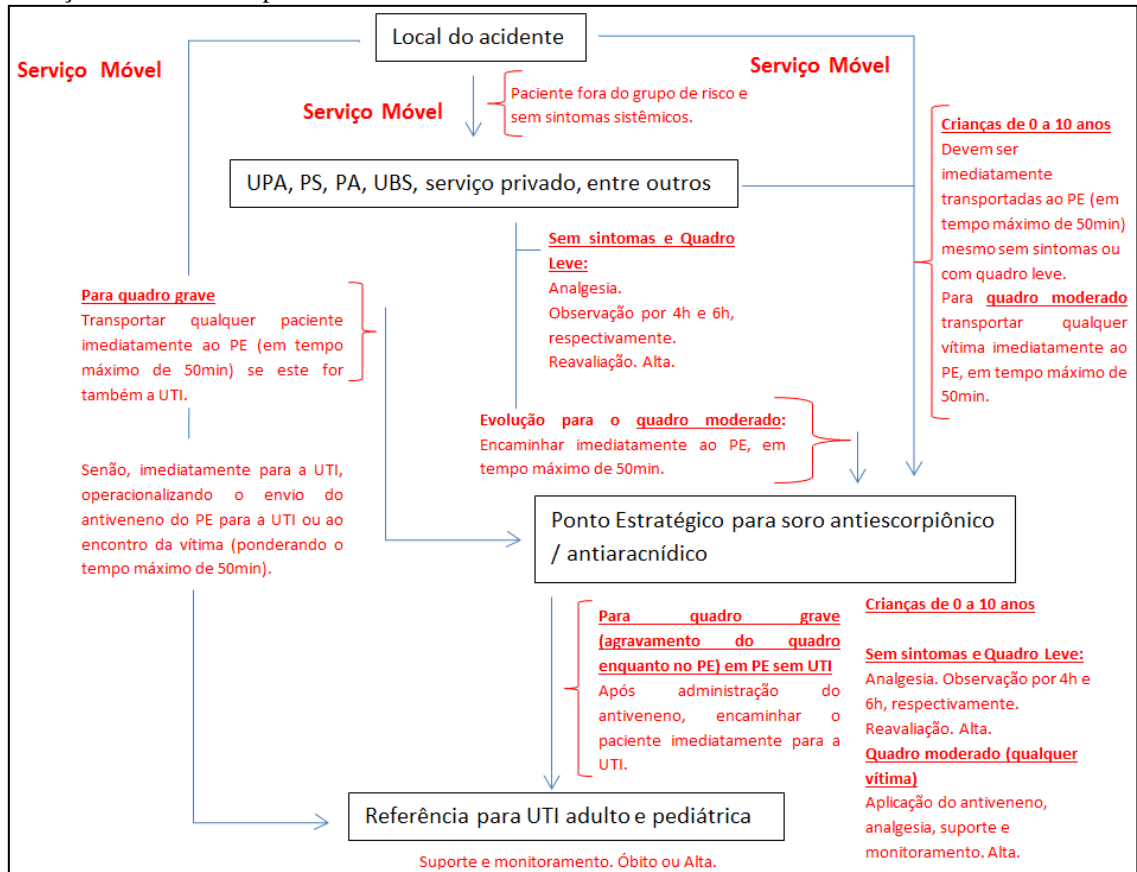 Local do acidente
Serviço Móvel
Serviço Móvel
Serviço Móvel
Paciente fora do grupo de risco e
sem sintomas sistêmicos.
UPA, PS, PA, UBS, serviço privado, entre outros
Crianças de 0 a 10 anos
Devem ser
imediatamente
transportadas ao PE (em
tempo máximo de 50min)
mesmo sem sintomas ou
com quadro leve.
Para quadro moderado
transportar qualquer
vítima imediatamente ao
PE, em tempo máximo de
50min.
Sem sintomas e Quadro
Leve:
Analgesia.
Observação por 4h e 6h,
respectivamente.
Reavaliação. Alta.
Para quadro grave
Transportar qualquer paciente
imediatamente ao PE (em tempo
máximo de 50min) se este for
também a UTI.
Evolução para o quadro moderado:
Encaminhar imediatamente ao PE, em
tempo máximo de 50min.
Senão, imediatamente para a UTI,
operacionalizando o envio do
antiveneno do PE para a UTI ou ao
encontro da vítima (ponderando o
tempo máximo de 50min).
Ponto Estratégico para soro antiescorpiônico
/ antiaracnídico
Para quadro grave
(agravamento do quadro
enquanto no PE) em PE sem UTI
Após administração do
antiveneno, encaminhar o
paciente imediatamente para a
UTI.
Crianças de 0 a 10 anos
Sem sintomas e Quadro Leve:
Analgesia. Observação por 4h e
6h, respectivamente.
Reavaliação. Alta.
Quadro moderado (qualquer
vítima)
Aplicação do antiveneno,
analgesia, suporte e
monitoramento. Alta.
Referência para UTI adulto e pediátrica
Suporte e monitoramento. Óbito ou Alta.